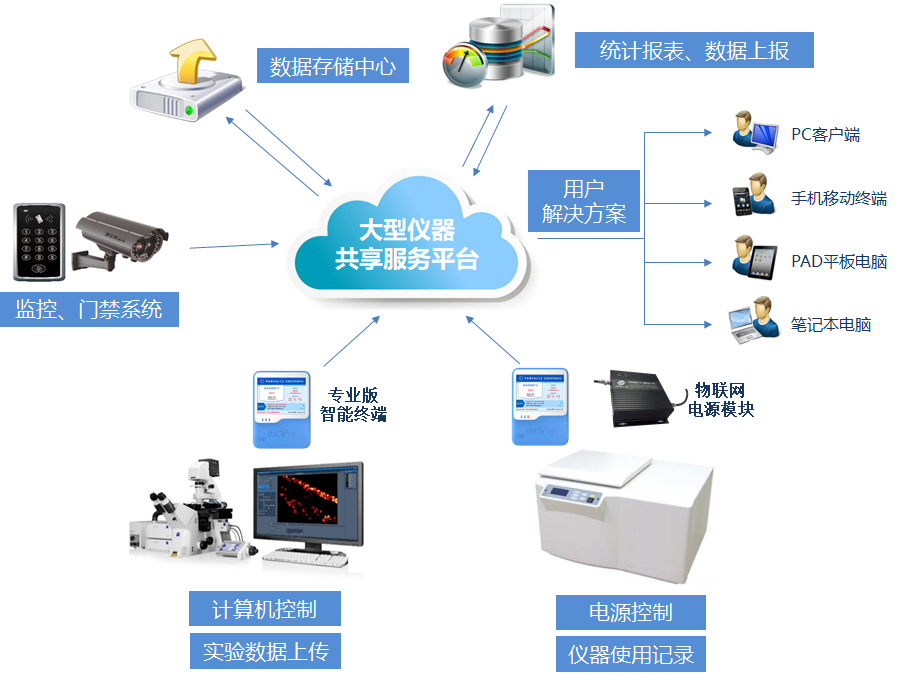 数据存储中心
统计报表、数据上报
PC客户端
用户
解决方案
手机移动终端
大型仪器
共享服务平台
PAD平板电脑
监控、门禁系统
笔记本电脑
专业版
智能终端
物联网
电源模块
计算机控制
实验数据上传
电源控制
仪器使用记录